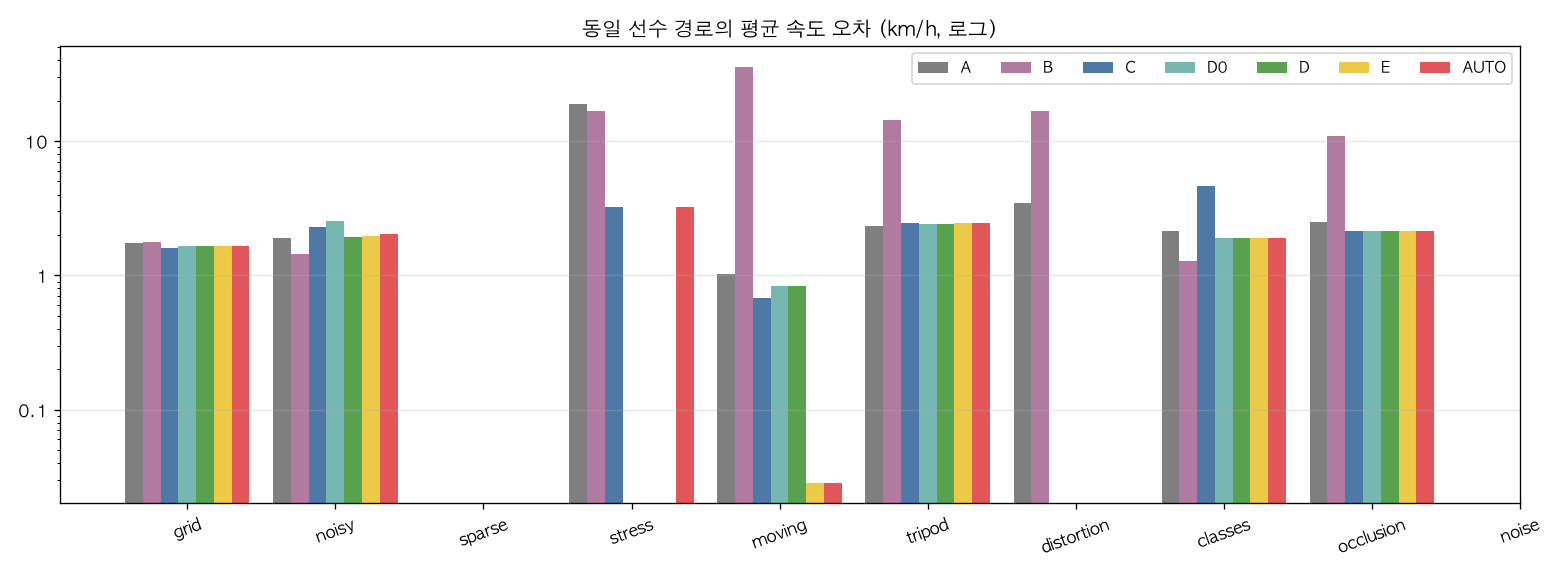 동일 선수 경로의 평균 속도 오차 (km/h, 로그)
A B C D0 D E AUTO
10
1
0.1
grid noisy sparse stress moving tripod distortion classes occlusion noise